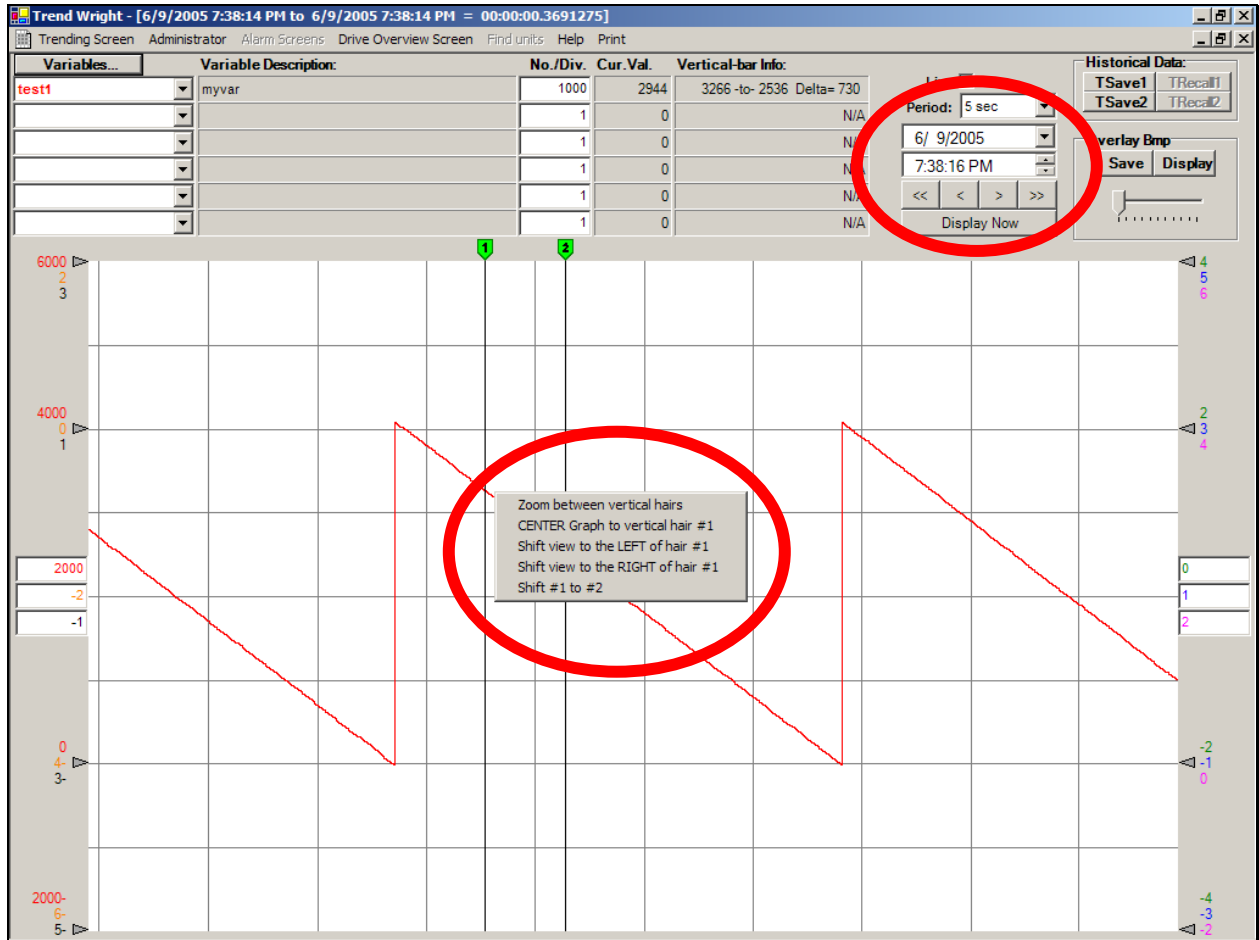 Trend Wright - [6/9/2005 7:38:14 PM to 6/9/2005 7:38:14 PM = 00:00:00.3691275]
Trending Screen Administrator Alarm Screens Drive Overview Screen Find units Help Print
Variables... Variable Description: No./Div. Cur.Val. Vertical-bar Info: Historical Data:
test1 myvar 1000 2944 3266 -to- 2536 Delta= 730 TSave1 TRecall1
Period: 5 sec TSave2 TRecall2
1 0 N/A
6/ 9/2005
1 0 N/A Overlay Bmp
7:38:16 PM Save Display
1 0 N/A
<< < > >>
1 0 N/A
Display Now
1 0 N/A
1 2
6000 4
2 5
3 6
4000 2
0 3
1 4
Zoom between vertical hairs
CENTER Graph to vertical hair #1
Shift view to the LEFT of hair #1
Shift view to the RIGHT of hair #1
Shift #1 to #2
2000 0
-2 1
-1 2
0 -2
4- -1
3- 0
2000- -4
6- -3
5- -2